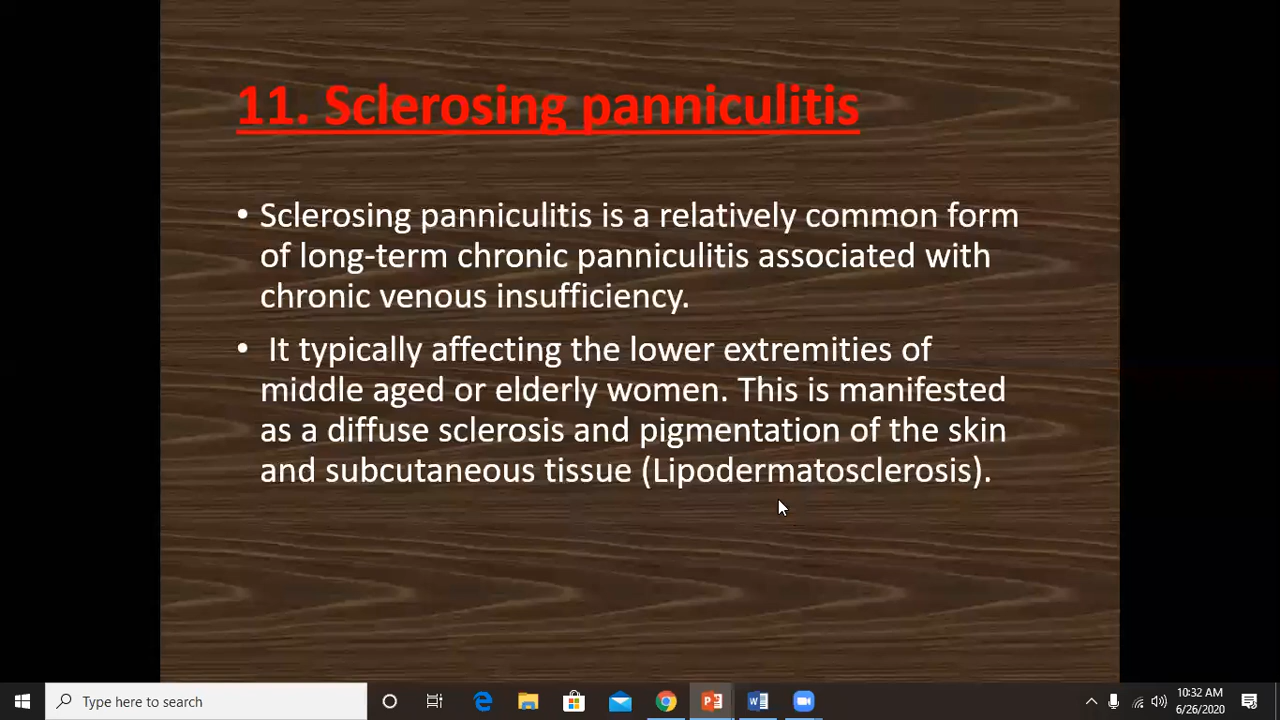 11. Sclerosing panniculitis
• Sclerosing panniculitis is a relatively common form
of long-term chronic panniculitis associated with
chronic venous insufficiency.
• It typically affecting the lower extremities of
middle aged or elderly women. This is manifested
as a diffuse sclerosis and pigmentation of the skin
and subcutaneous tissue (Lipodermatosclerosis).
Type here to search
10:32 AM
6/26/2020